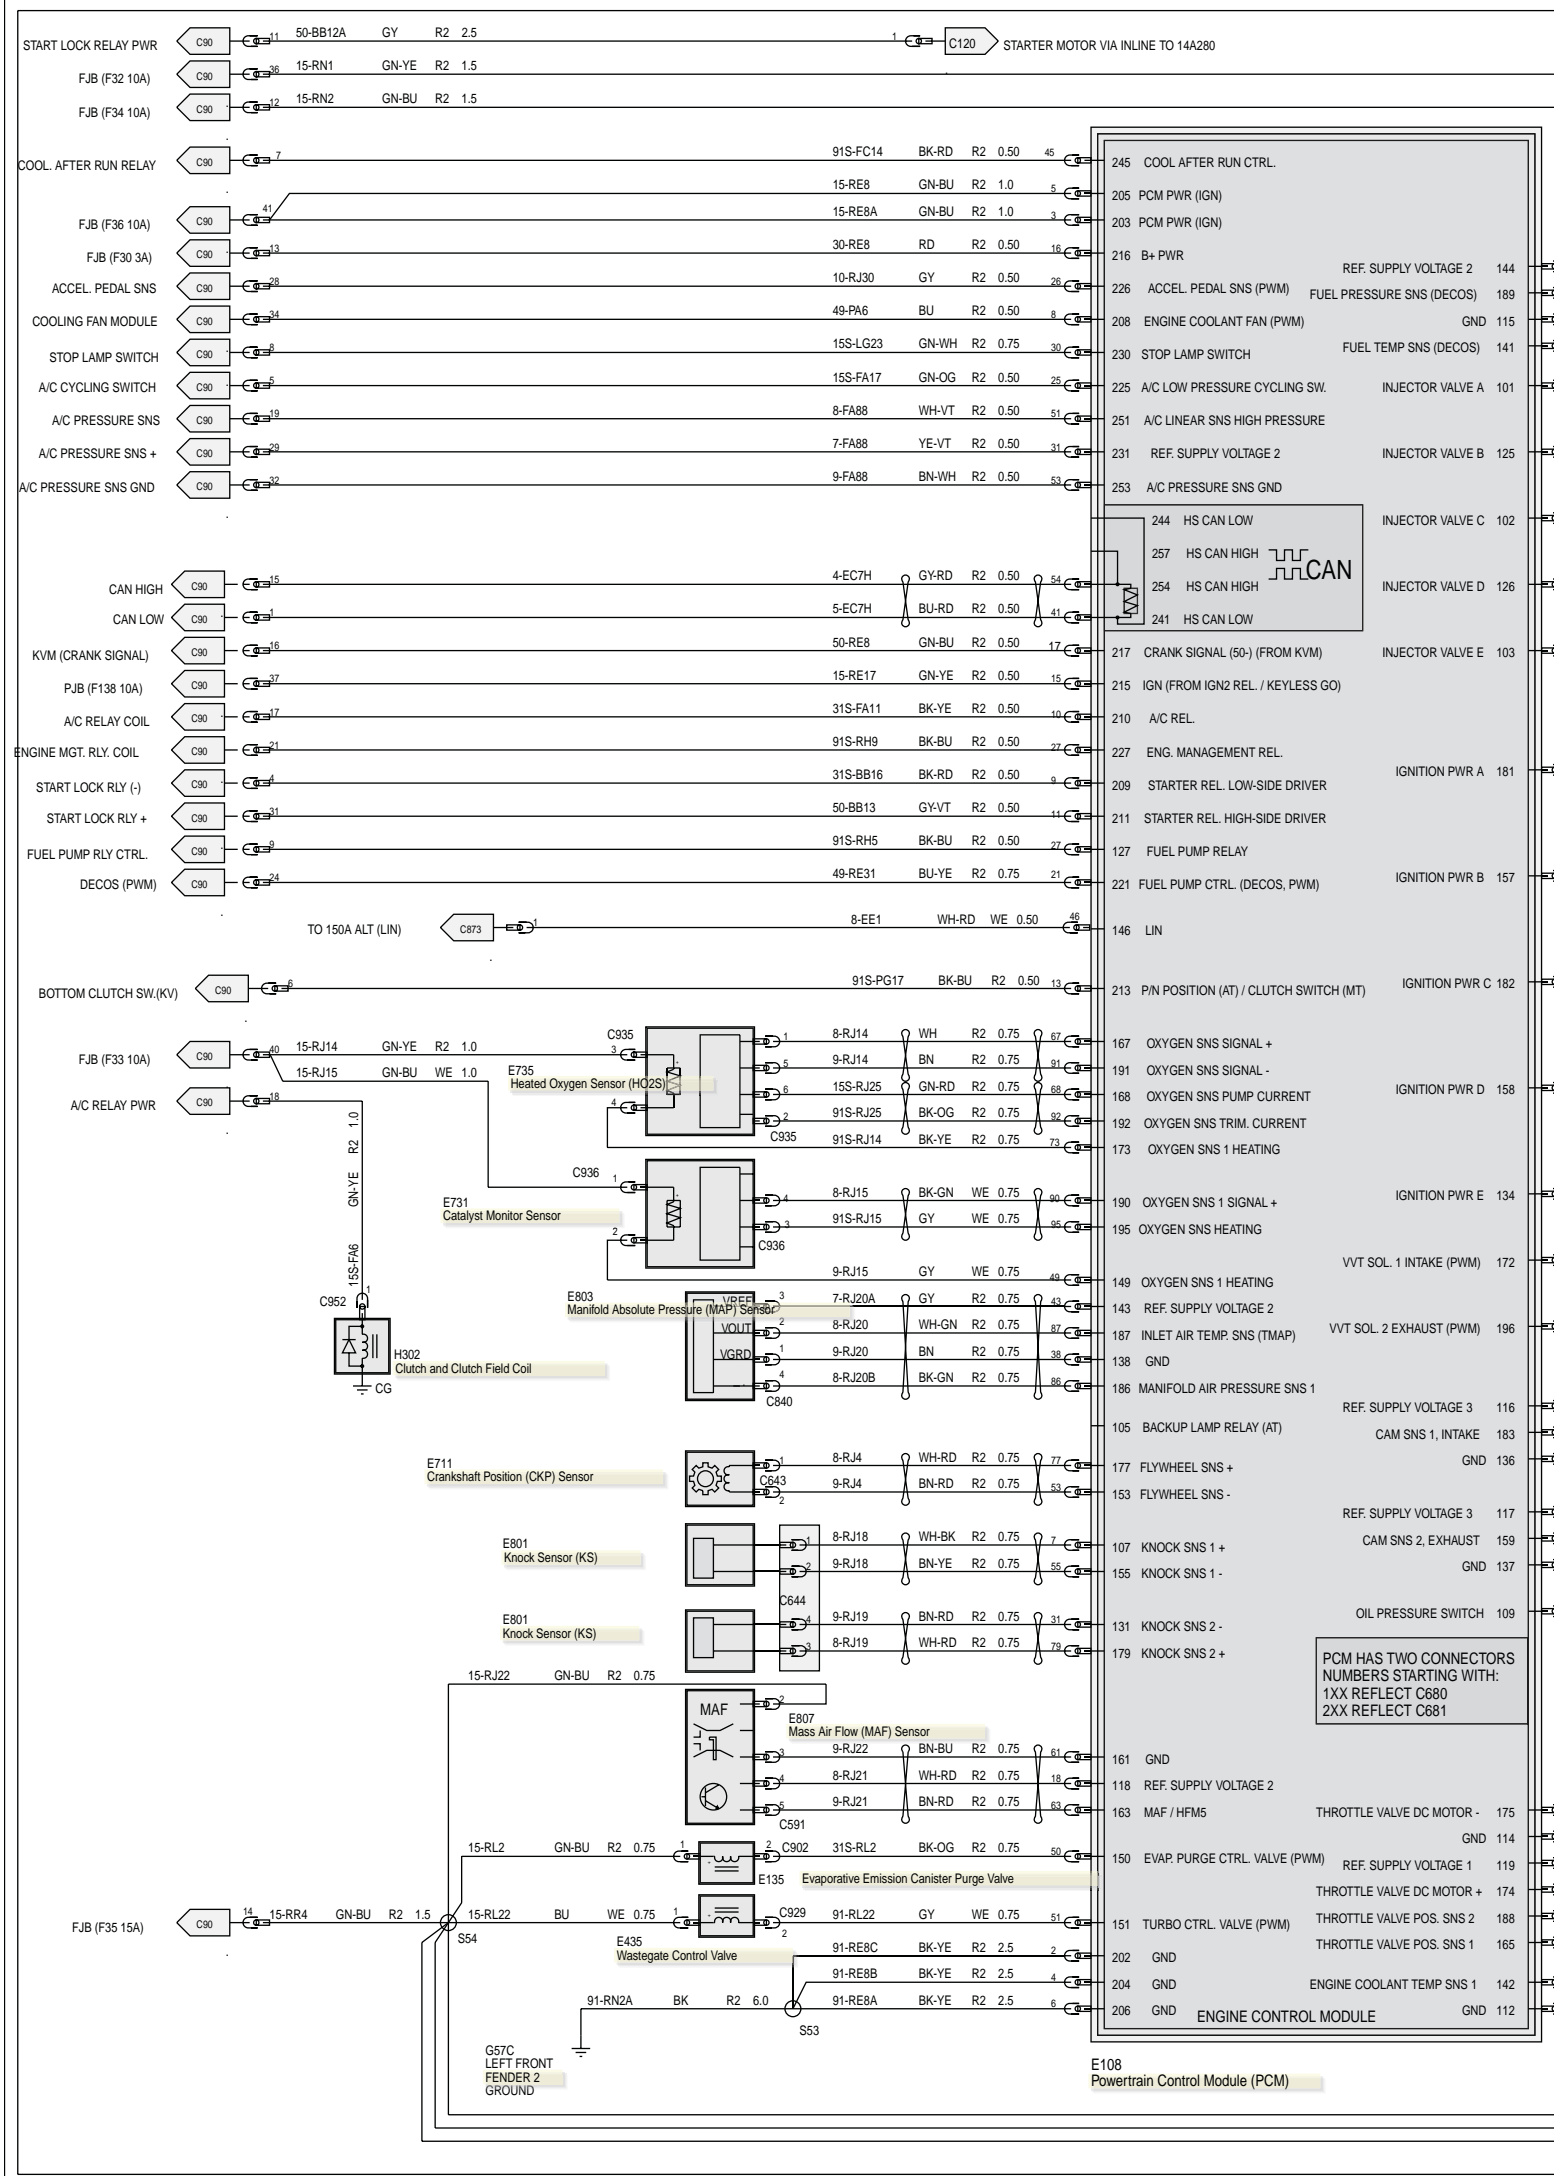 START LOCK RELAY PWR C90 11 50-BB12A GY R2 2.5 1 C120 STARTER MOTOR VIA INLINE TO 14A280
FJB (F32 10A) C90 36 15-RN1 GN-YE R2 1.5
FJB (F34 10A) C90 12 15-RN2 GN-BU R2 1.5
COOL. AFTER RUN RELAY C90 7 91S-FC14 BK-RD R2 0.50 45 245 COOL AFTER RUN CTRL.
15-RE8 GN-BU R2 1.0 5 205 PCM PWR (IGN)
FJB (F36 10A) C90 41 15-RE8A GN-BU R2 1.0 3 203 PCM PWR (IGN)
FJB (F30 3A) C90 13 30-RE8 RD R2 0.50 16 216 B+ PWR
REF. SUPPLY VOLTAGE 2 144
ACCEL. PEDAL SNS C90 28 10-RJ30 GY R2 0.50 26 226 ACCEL. PEDAL SNS (PWM)
FUEL PRESSURE SNS (DECOS) 189
COOLING FAN MODULE C90 34 49-PA6 BU R2 0.50 8 208 ENGINE COOLANT FAN (PWM)
GND 115
STOP LAMP SWITCH C90 8 15S-LG23 GN-WH R2 0.75 30 230 STOP LAMP SWITCH
FUEL TEMP SNS (DECOS) 141
A/C CYCLING SWITCH C90 5 15S-FA17 GN-OG R2 0.50 25 225 A/C LOW PRESSURE CYCLING SW.
INJECTOR VALVE A 101
A/C PRESSURE SNS C90 19 8-FA88 WH-VT R2 0.50 51 251 A/C LINEAR SNS HIGH PRESSURE
A/C PRESSURE SNS + C90 29 7-FA88 YE-VT R2 0.50 31 231 REF. SUPPLY VOLTAGE 2
INJECTOR VALVE B 125
A/C PRESSURE SNS GND C90 32 9-FA88 BN-WH R2 0.50 53 253 A/C PRESSURE SNS GND
244 HS CAN LOW
INJECTOR VALVE C 102
257 HS CAN HIGH
CAN
CAN HIGH C90 15 4-EC7H GY-RD R2 0.50 54 254 HS CAN HIGH
INJECTOR VALVE D 126
CAN LOW C90 1 5-EC7H BU-RD R2 0.50 41 241 HS CAN LOW
KVM (CRANK SIGNAL) C90 16 50-RE8 GN-BU R2 0.50 17 217 CRANK SIGNAL (50-) (FROM KVM)
INJECTOR VALVE E 103
PJB (F138 10A) C90 37 15-RE17 GN-YE R2 0.50 15 215 IGN (FROM IGN2 REL. / KEYLESS GO)
A/C RELAY COIL C90 17 31S-FA11 BK-YE R2 0.50 10 210 A/C REL.
ENGINE MGT. RLY. COIL C90 21 91S-RH9 BK-BU R2 0.50 27 227 ENG. MANAGEMENT REL.
IGNITION PWR A 181
START LOCK RLY (-) C90 4 31S-BB16 BK-RD R2 0.50 9 209 STARTER REL. LOW-SIDE DRIVER
START LOCK RLY + C90 31 50-BB13 GY-VT R2 0.50 11 211 STARTER REL. HIGH-SIDE DRIVER
FUEL PUMP RLY CTRL. C90 9 91S-RH5 BK-BU R2 0.50 27 127 FUEL PUMP RELAY
DECOS (PWM) C90 24 49-RE31 BU-YE R2 0.75 21 221 FUEL PUMP CTRL. (DECOS, PWM)
IGNITION PWR B 157
TO 150A ALT (LIN) C873 1 8-EE1 WH-RD WE 0.50 46 146 LIN
BOTTOM CLUTCH SW.(KV) C90 6 91S-PG17 BK-BU R2 0.50 13 213 P/N POSITION (AT) / CLUTCH SWITCH (MT)
IGNITION PWR C 182
FJB (F33 10A) C90 40 15-RJ14 GN-YE R2 1.0 C935 3 1 8-RJ14 WH R2 0.75 67 167 OXYGEN SNS SIGNAL +
15-RJ15 GN-BU WE 1.0 E735 5 9-RJ14 BN R2 0.75 91 191 OXYGEN SNS SIGNAL -
Heated Oxygen Sensor (HO2S)
IGNITION PWR D 158
A/C RELAY PWR C90 18 4 6 15S-RJ25 GN-RD R2 0.75 68 168 OXYGEN SNS PUMP CURRENT
2 91S-RJ25 BK-OG R2 0.75 92 192 OXYGEN SNS TRIM. CURRENT
C935 91S-RJ14 BK-YE R2 0.75 73 173 OXYGEN SNS 1 HEATING
15S-FA6 GN-YE R2 1.0
C936 1
E731
Catalyst Monitor Sensor
4 8-RJ15 BK-GN WE 0.75 90 190 OXYGEN SNS 1 SIGNAL +
IGNITION PWR E 134
2 3 91S-RJ15 GY WE 0.75 95 195 OXYGEN SNS HEATING
C936
VVT SOL. 1 INTAKE (PWM) 172
9-RJ15 GY WE 0.75 49 149 OXYGEN SNS 1 HEATING
C952 1
E803
Manifold Absolute Pressure (MAP) Sensor
VREF 3 7-RJ20A GY R2 0.75 43 143 REF. SUPPLY VOLTAGE 2
VOUT 2 8-RJ20 WH-GN R2 0.75 87 187 INLET AIR TEMP. SNS (TMAP)
VVT SOL. 2 EXHAUST (PWM) 196
VGRD 1 9-RJ20 BN R2 0.75 38 138 GND
H302
Clutch and Clutch Field Coil
CG
4 8-RJ20B BK-GN R2 0.75 86 186 MANIFOLD AIR PRESSURE SNS 1
C840
REF. SUPPLY VOLTAGE 3 116
105 BACKUP LAMP RELAY (AT)
CAM SNS 1, INTAKE 183
E711
Crankshaft Position (CKP) Sensor
1 8-RJ4 WH-RD R2 0.75 77 177 FLYWHEEL SNS +
GND 136
C643
2 9-RJ4 BN-RD R2 0.75 53 153 FLYWHEEL SNS -
REF. SUPPLY VOLTAGE 3 117
E801
Knock Sensor (KS)
1 8-RJ18 WH-BK R2 0.75 7 107 KNOCK SNS 1 +
CAM SNS 2, EXHAUST 159
2 9-RJ18 BN-YE R2 0.75 55 155 KNOCK SNS 1 -
GND 137
C644
E801
Knock Sensor (KS)
4 9-RJ19 BN-RD R2 0.75 31 131 KNOCK SNS 2 -
OIL PRESSURE SWITCH 109
3 8-RJ19 WH-RD R2 0.75 79 179 KNOCK SNS 2 +
PCM HAS TWO CONNECTORS
NUMBERS STARTING WITH:
1XX REFLECT C680
2XX REFLECT C681
15-RJ22 GN-BU R2 0.75
MAF 2
E807
Mass Air Flow (MAF) Sensor
3 9-RJ22 BN-BU R2 0.75 61 161 GND
4 8-RJ21 WH-RD R2 0.75 18 118 REF. SUPPLY VOLTAGE 2
5 9-RJ21 BN-RD R2 0.75 63 163 MAF / HFM5
C591
THROTTLE VALVE DC MOTOR - 175
GND 114
15-RL2 GN-BU R2 0.75 1 2 C902 31S-RL2 BK-OG R2 0.75 50 150 EVAP. PURGE CTRL. VALVE (PWM)
REF. SUPPLY VOLTAGE 1 119
E135 Evaporative Emission Canister Purge Valve
THROTTLE VALVE DC MOTOR + 174
FJB (F35 15A) C90 14 15-RR4 GN-BU R2 1.5 S54 15-RL22 BU WE 0.75 1 C929 2 91-RL22 GY WE 0.75 51 151 TURBO CTRL. VALVE (PWM)
THROTTLE VALVE POS. SNS 2 188
E435
Wastegate Control Valve
THROTTLE VALVE POS. SNS 1 165
91-RE8C BK-YE R2 2.5 2 202 GND
91-RE8B BK-YE R2 2.5 4 204 GND
ENGINE COOLANT TEMP SNS 1 142
91-RN2A BK R2 6.0 S53 91-RE8A BK-YE R2 2.5 6 206 GND
GND 112
ENGINE CONTROL MODULE
G57C
LEFT FRONT
FENDER 2
GROUND
E108
Powertrain Control Module (PCM)